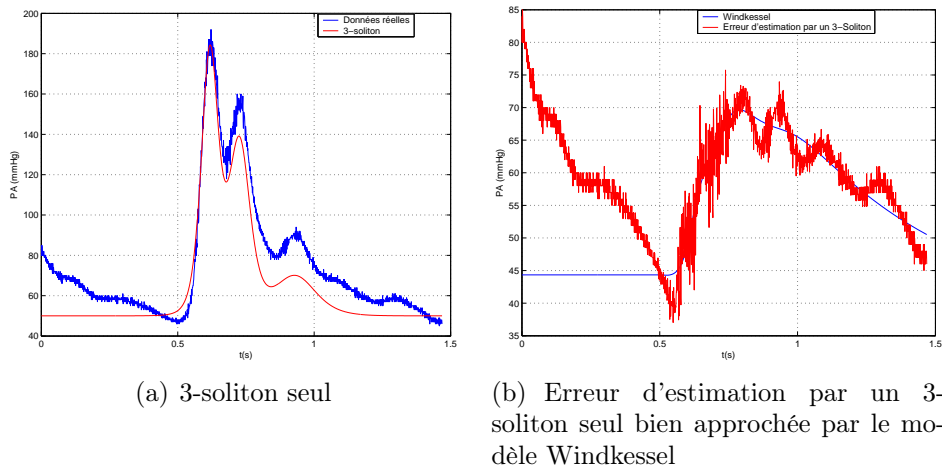 Données réelles
3−soliton
200
180
160
140
120
100
80
60
40
0
0.5
1
1.5
PA (mmHg)
t(s)
(a) 3-soliton seul
Windkessel
Erreur d'estimation par un 3−Soliton
85
80
75
70
65
60
55
50
45
40
35
0
0.5
1
1.5
PA (mmHg)
t(s)
(b) Erreur d'estimation par un 3-
soliton seul bien approchée par le mo-
dèle Windkessel